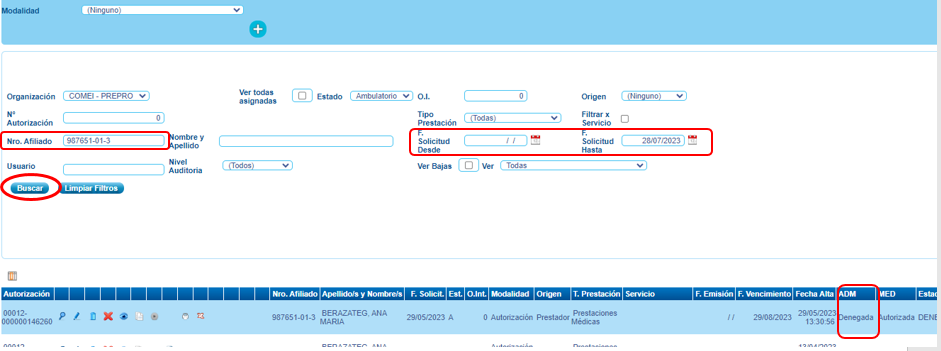 Modalidad (Ninguno)
Organización COMEI - PREPRO Ver todas asignadas Estado Ambulatorio O.I. 0 Origen (Ninguno)
N° Autorización 0 Tipo Prestación (Todas) Filtrar x Servicio
Nro. Afiliado 987651-01-3 Nombre y Apellido F. Solicitud Desde / / F. Solicitud Hasta 28/07/2023
Usuario Nivel Auditoria (Todos) Ver Bajas Ver Todas
Buscar Limpiar Filtros
Autorización Nro. Afiliado Apellido/s y Nombre/s F. Solicit. Est. O.Int. Modalidad Origen T. Prestación Servicio F. Emisión F. Vencimiento Fecha Alta ADM MED Estad
00012-000000146260 987651-01-3 BERAZATEG, ANA MARIA 29/05/2023 A 0 Autorización Prestador Prestaciones Médicas / / 29/08/2023 29/05/2023 13:30:56 Denegada Autorizada DENE
00012- BERAZATEG, ANA Autorización Prestaciones 13/04/2023